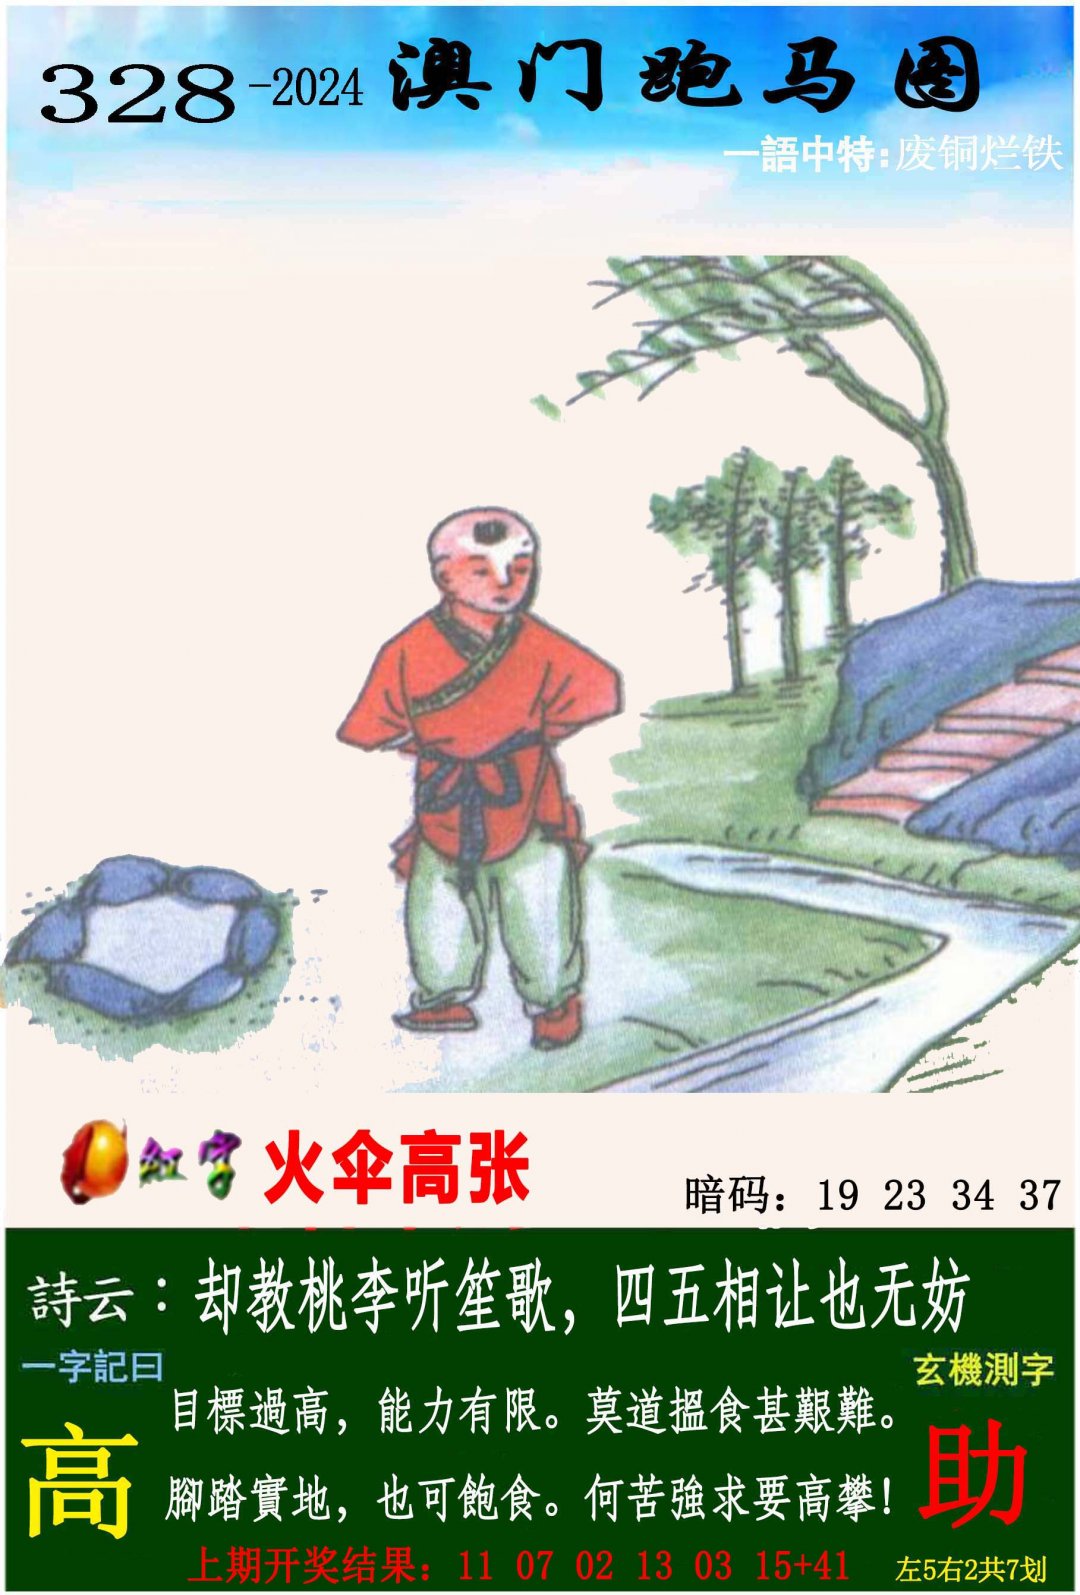 328-2024 澳门跑马图
一語中特:废铜烂铁
红字 火伞高张
暗码：19 23 34 37
詩云：却教桃李听笙歌，四五相让也无妨
一字記曰
玄機測字
目標過高，能力有限。莫道搵食甚艱難。
高
助
腳踏實地，也可飽食。何苦強求要高攀!
上期开奖结果：11 07 02 13 03 15+41
左5右2共7划